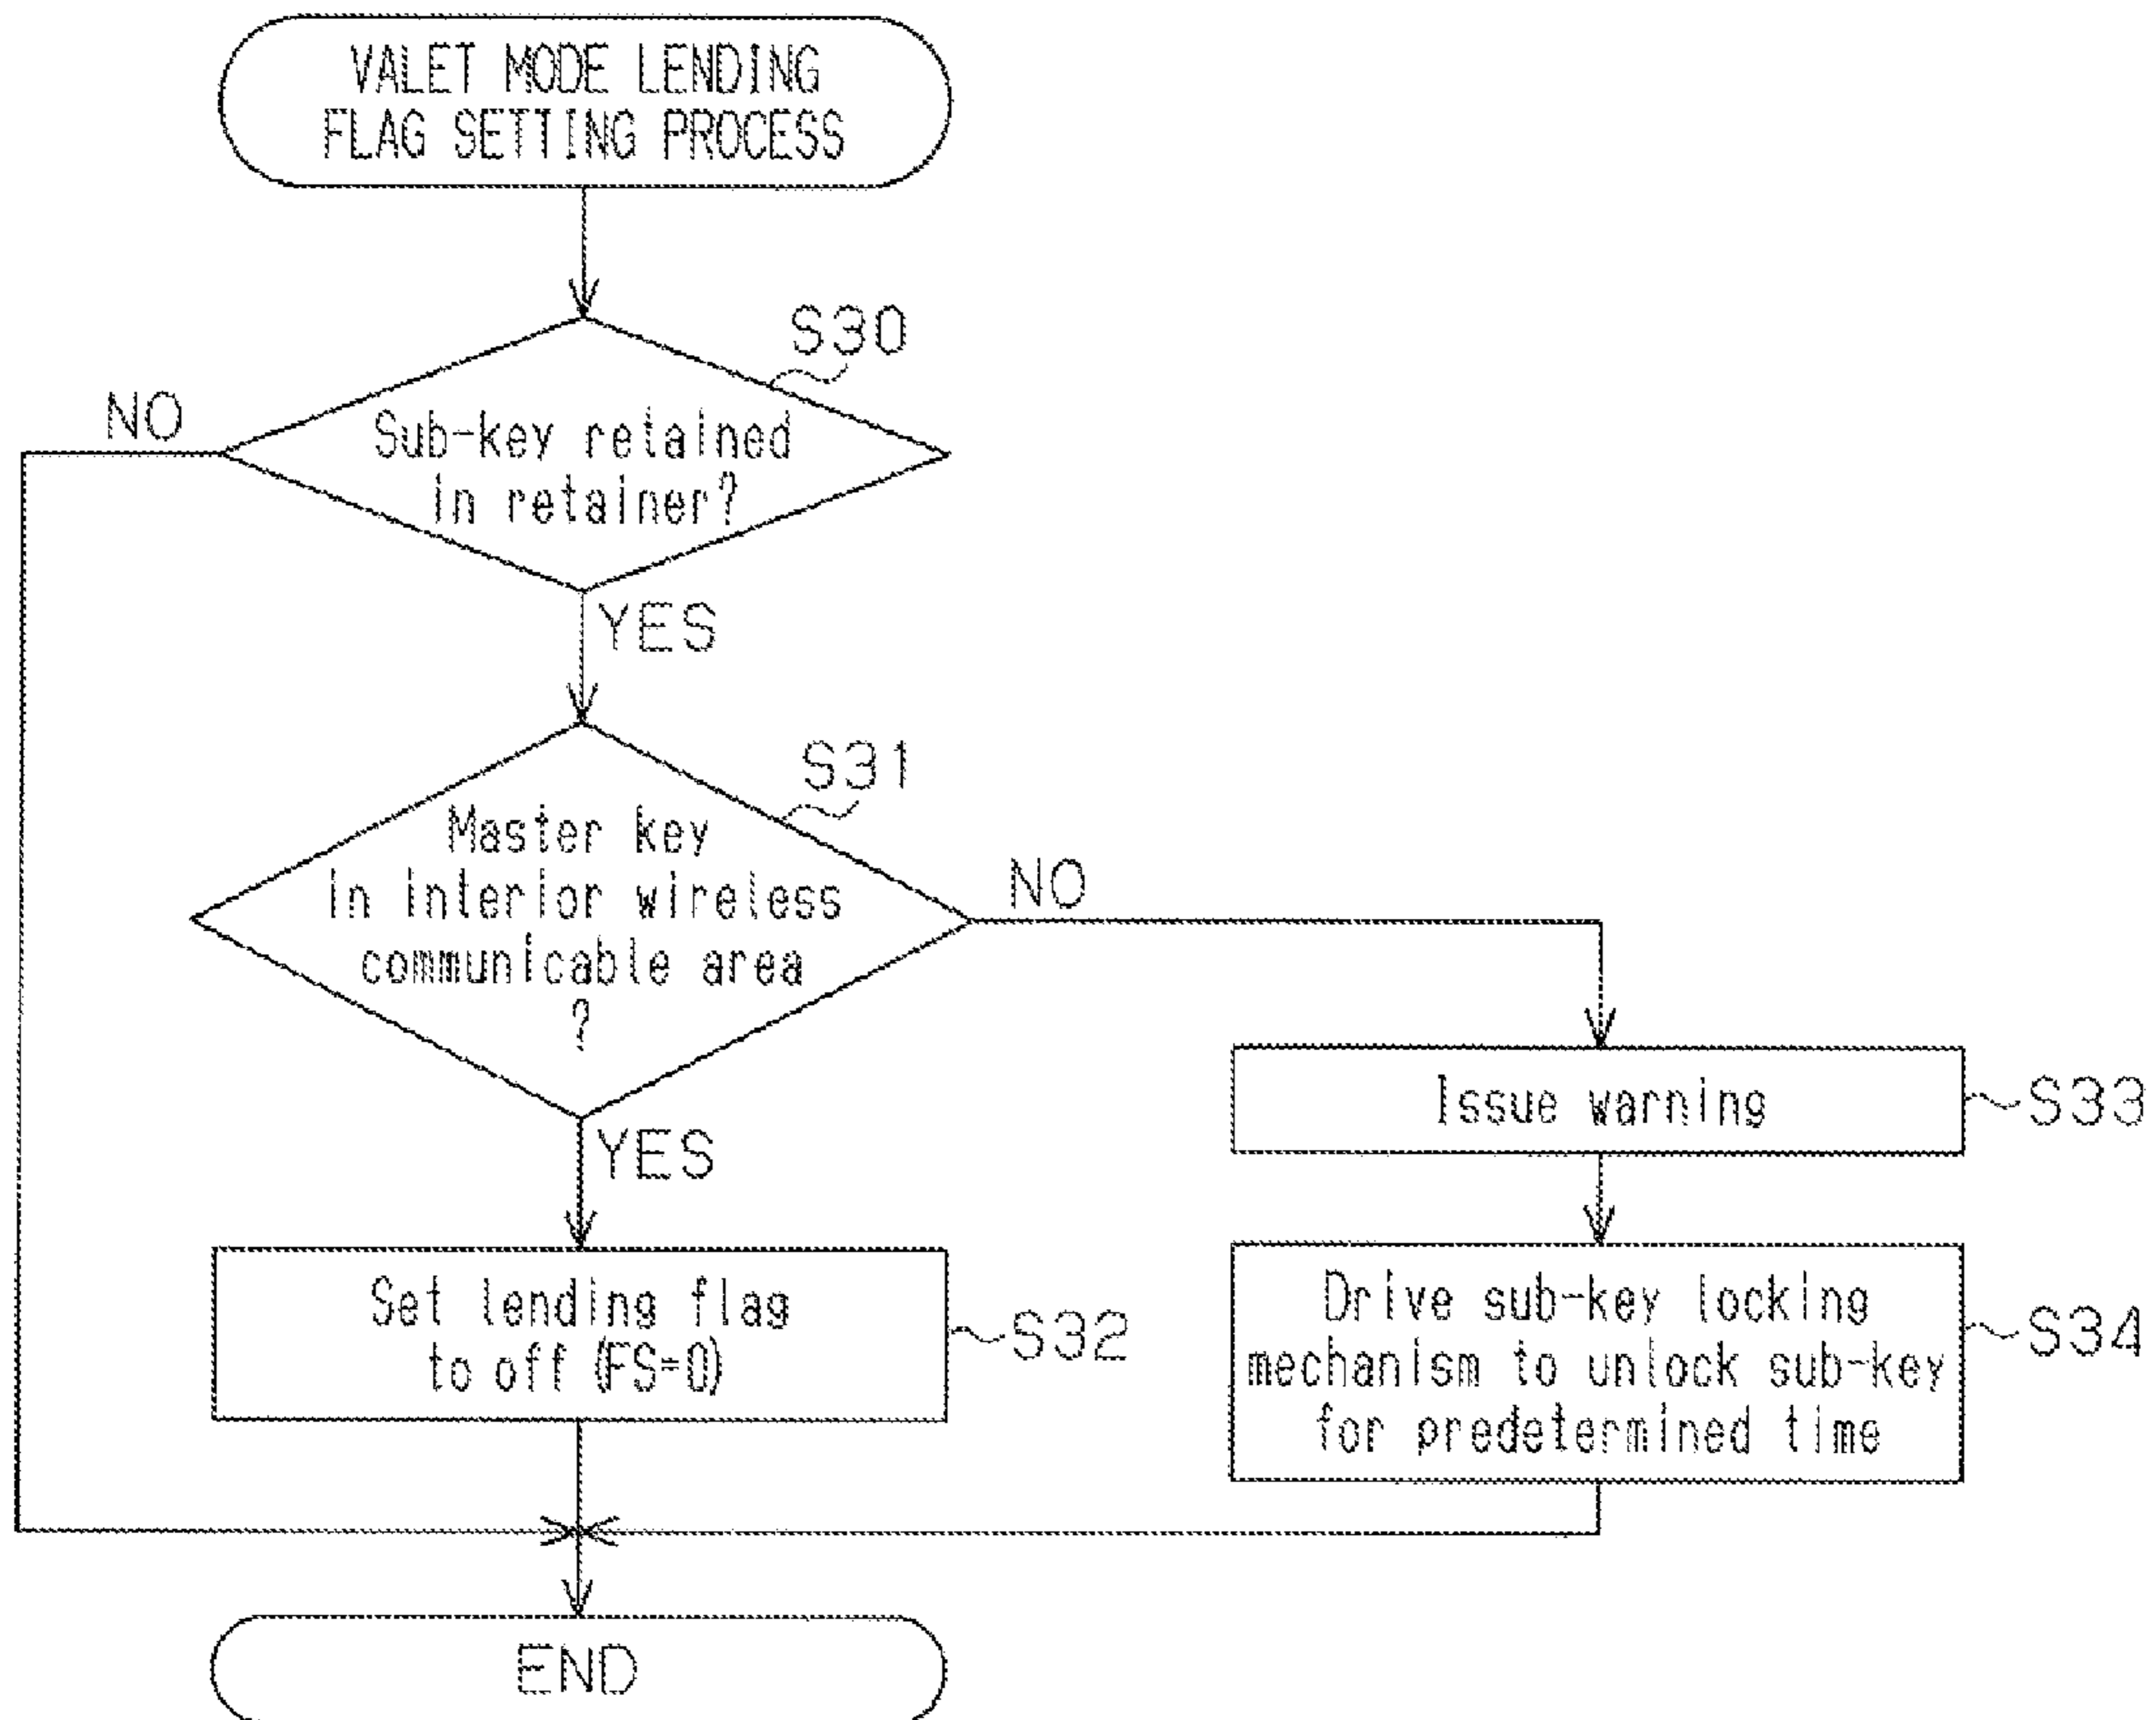 VALET MODE LENDING
FLAG SETTING PROCESS
S30
NO
Sub-key retained
in retainer?
YES
S31
Master key
in interior wireless
communicable area
?
NO
YES
Issue warning
S33
Set lending flag
to off (FS=0)
S32
Drive sub-key locking
mechanism to unlock sub-key
for predetermined time
S34
END